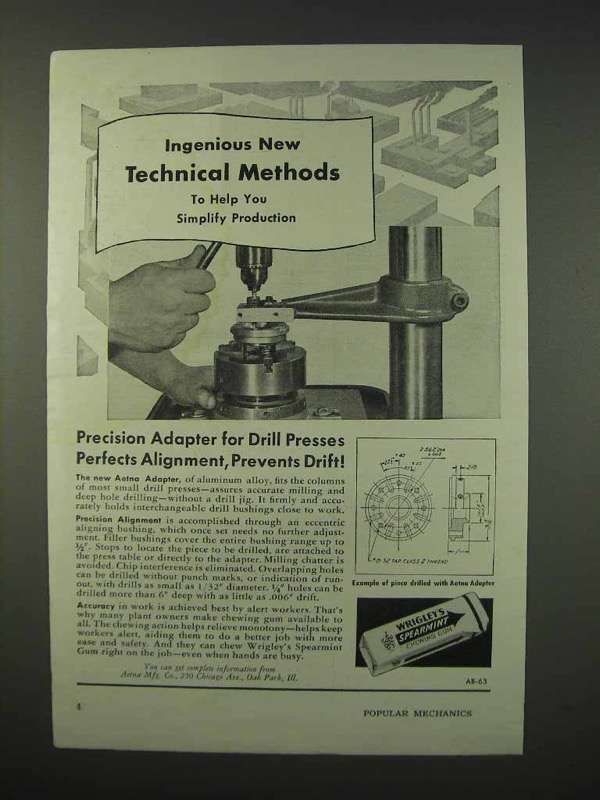 Ingenious New
Technical Methods
To Help You
Simplify Production
Precision Adapter for Drill Presses
Perfects Alignment, Prevents Drift!
The new Aetna Adapter, of aluminum alloy, fits the columns
of most small drill presses—assures accurate milling and
deep hole drilling—without a drill jig. It firmly and accu-
rately holds interchangeable drill bushings close to work.
Precision Alignment is accomplished through an eccentric
aligning bushing, which once set needs no further adjust-
ment. Filler bushings cover the entire bushing range up to
½". Stops to locate the piece to be drilled, are attached to
the press table or directly to the adapter. Milling chatter is
avoided. Chip interference is eliminated. Overlapping holes
can be drilled without punch marks, or indication of run-
out, with drills as small as 1/32" diameter. ¼" holes can be
drilled more than 6" deep with as little as .006" drift.
Accuracy in work is achieved best by alert workers. That's
why many plant owners make chewing gum available to
all. The chewing action helps relieve monotony—helps keep
workers alert, aiding them to do a better job with more
ease and safety. And they can chew Wrigley's Spearmint
Gum right on the job—even when hands are busy.
You can get complete information from
Aetna Mfg. Co., 250 Chicago Ave., Oak Park, Ill.
TAP CLASS 2 THREAD
Example of piece drilled with Aetna Adapter
WRIGLEY'S
SPEARMINT
CHEWING GUM
AB-63
4
POPULAR MECHANICS